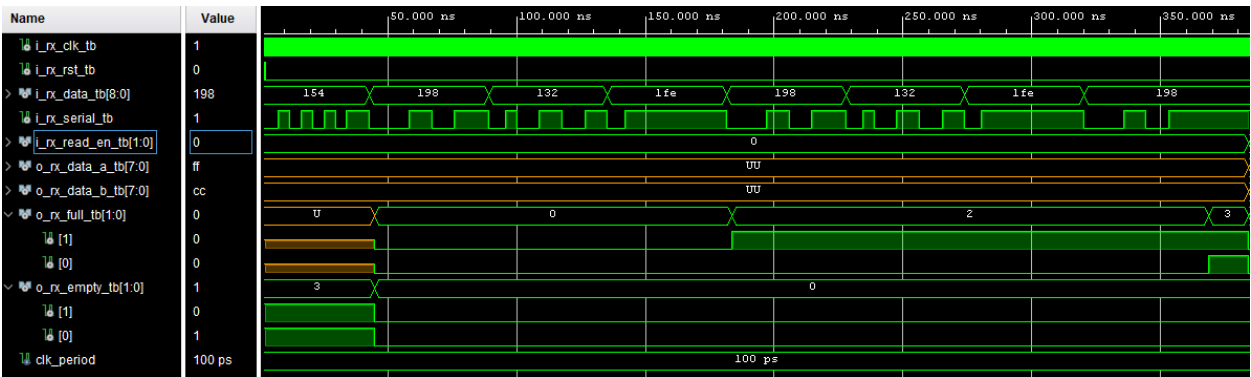 Name Value 50.000 ns 100.000 ns 150.000 ns 200.000 ns 250.000 ns 300.000 ns 350.000 ns
i_rx_clk_tb 1
i_rx_rst_tb 0
i_rx_data_tb[8:0] 198 154 198 132 1fe 198 132 1fe 198
i_rx_serial_tb 1
i_rx_read_en_tb[1:0] 0 0
o_rx_data_a_tb[7:0] ff UU
o_rx_data_b_tb[7:0] cc UU
o_rx_full_tb[1:0] 0 U 0 2 3
[1] 0
[0] 0
o_rx_empty_tb[1:0] 1 3 0
[1] 0
[0] 1
clk_period 100 ps 100 ps